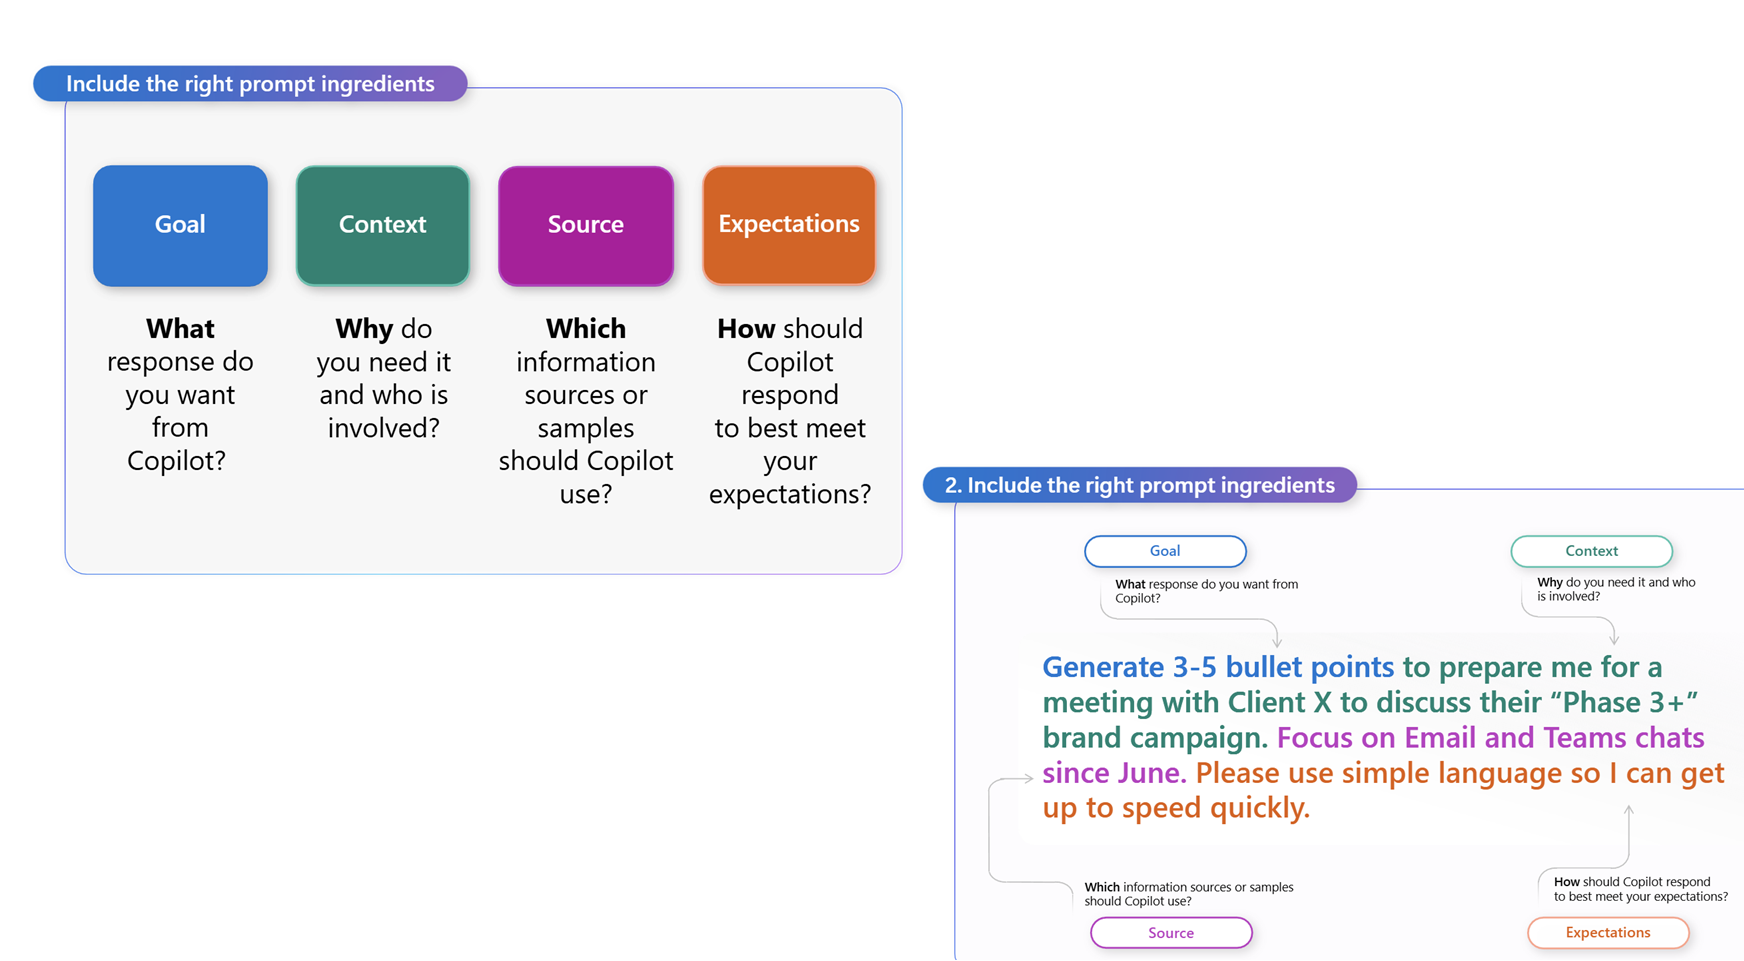 Include the right prompt ingredients
Goal
Context
Source
Expectations
What
response do
you want
from
Copilot?
Why do
you need it
and who is
involved?
Which
information
sources or
samples
should Copilot
use?
How should
Copilot
respond
to best meet
your
expectations?
2. Include the right prompt ingredients
Goal
What response do you want from
Copilot?
Context
Why do you need it and who
is involved?
Generate 3-5 bullet points to prepare me for a
meeting with Client X to discuss their “Phase 3+”
brand campaign. Focus on Email and Teams chats
since June. Please use simple language so I can get
up to speed quickly.
Which information sources or samples
should Copilot use?
Source
How should Copilot respond
to best meet your expectations?
Expectations